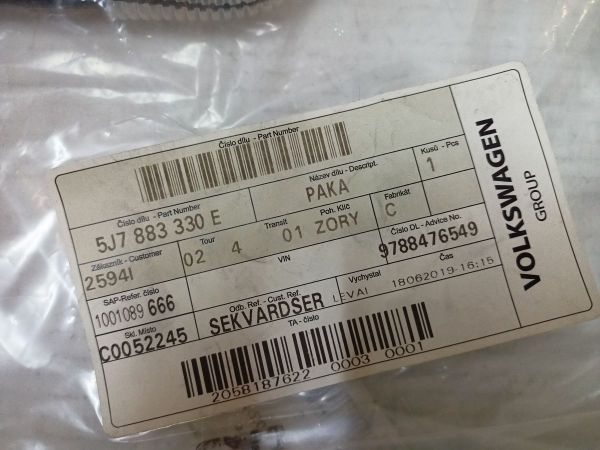 Číslo dílu - Part Number
Číslo dílu - Part Number
5J7 883 330 E
Název dílu - Descript.
PAKA
Kusů - Pcs
1
Zákazník - Customer
2594I
Tour
02 4
Transit
01
Poh. Klíč
ZORY
Fabrikát
C
SAP-Refer. číslo
1001089 666
VIN
Číslo DL - Advice No.
9788476549
Skl. Místo
C0052245
Odb. Ref. - Cust. Ref.
SEKVARDSER
Vychystal
LEVAI
Čas
18062019-16:15
TA - číslo
2058187622 0003 0001
VOLKSWAGEN
GROUP